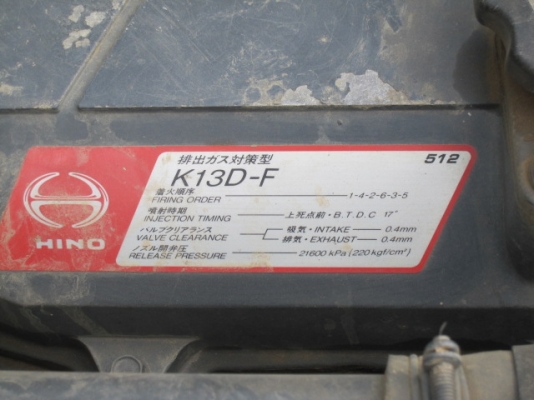 排出ガス対策型
512
K13D-F
着火順序
FIRING ORDER 1-4-2-6-3-5
噴射時期
INJECTION TIMING 上死点前・B.T.D.C 17°
バルブクリアランス
VALVE CLEARANCE
吸気・INTAKE 0.4mm
排気・EXHAUST 0.4mm
ノズル開弁圧
RELEASE PRESSURE 21600 kPa {220 kgf/cm²}
HINO